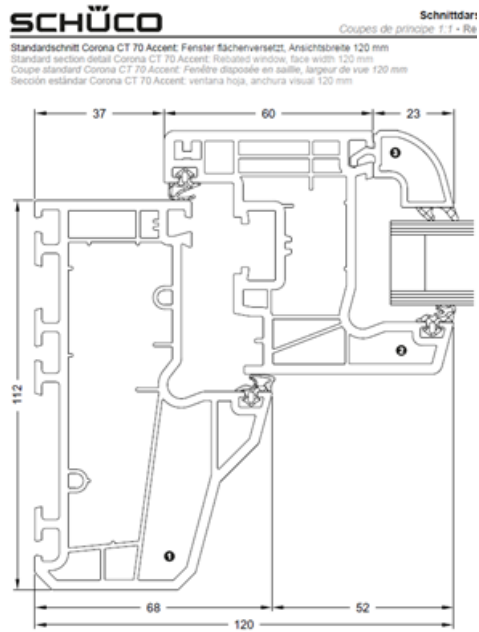 SCHÜCO
Schnittdars
Coupes de principe 1:1 - Re
Standardschnitt Corona CT 70 Accent: Fenster flächenversetzt, Ansichtsbreite 120 mm
Standard section detail Corona CT 70 Accent: Rebated window, face width 120 mm
Coupe standard Corona CT 70 Accent: Fenêtre disposée en saillie, largeur de vue 120 mm
Sección estándar Corona CT 70 Accent: ventana hoja, anchura visual 120 mm
37 60 23
3
112
2
1
68 52
120